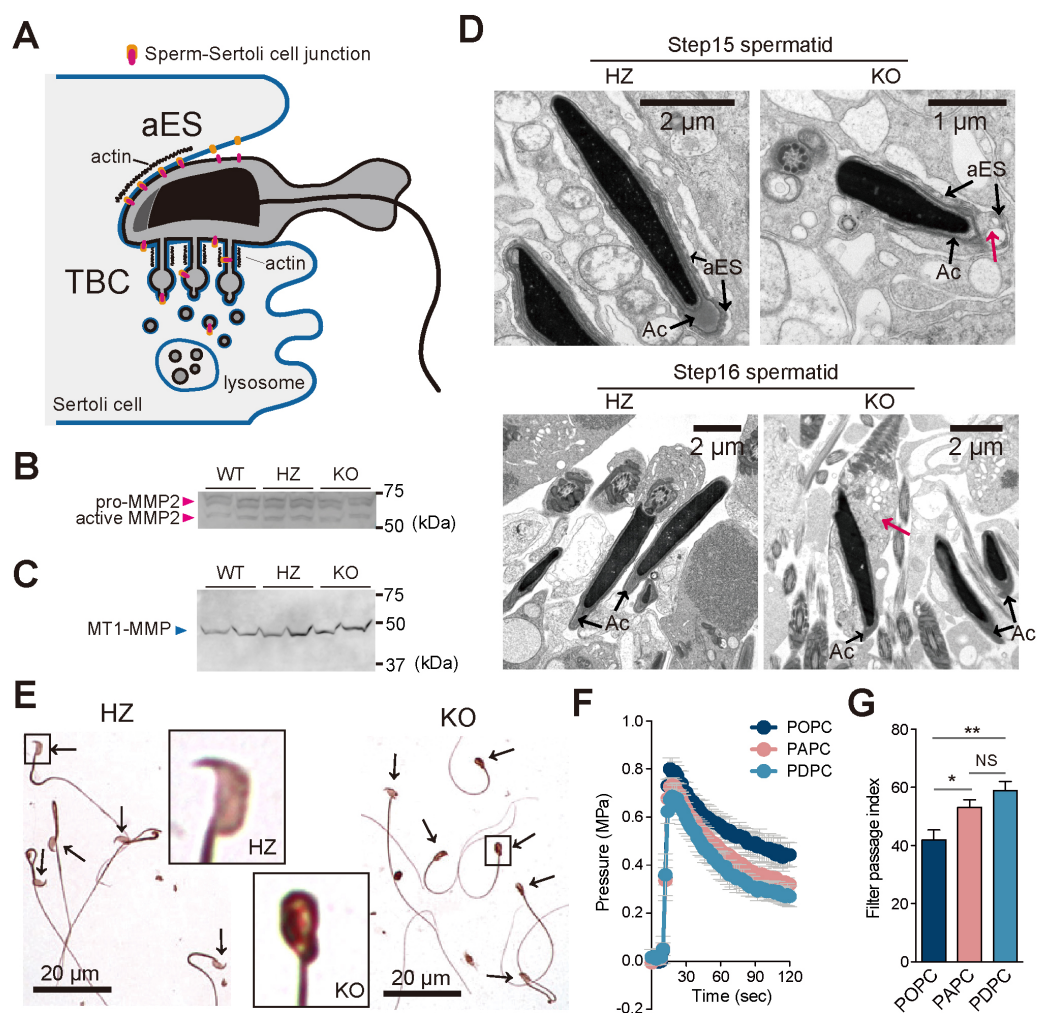 A
Sperm-Sertoli cell junction
aES
actin
TBC
actin
lysosome
Sertoli cell
B
WT HZ KO
pro-MMP2
active MMP2
75
50 (kDa)
C
WT HZ KO
MT1-MMP
75
50
37 (kDa)
D
Step15 spermatid
HZ KO
2 μm
1 μm
aES
Ac
aES
Ac
Step16 spermatid
HZ KO
2 μm
2 μm
Ac
Ac
Ac
E
HZ KO
HZ
KO
20 μm
20 μm
F
POPC
PAPC
PDPC
Pressure (MPa)
1.0
0.8
0.6
0.4
0.2
0.0
-0.2
30 60 90 120
Time (sec)
G
Filter passage index
80
60
40
20
0
**
*
NS
POPC
PAPC
PDPC